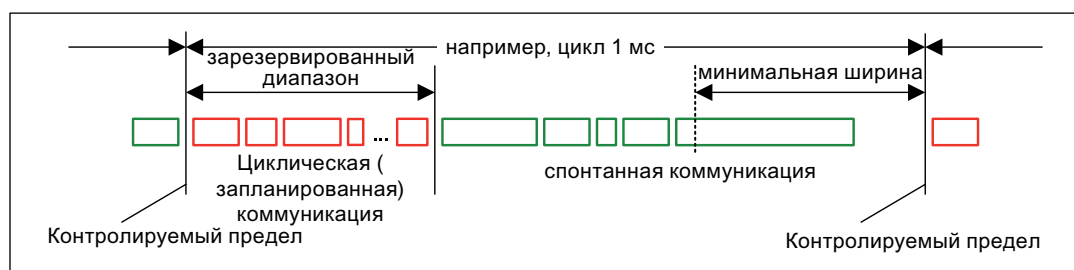 например, цикл 1 мс
зарезервированный
диапазон
минимальная ширина
...
Циклическая (
запланированная)
коммуникация
спонтанная коммуникация
Контролируемый предел
Контролируемый предел